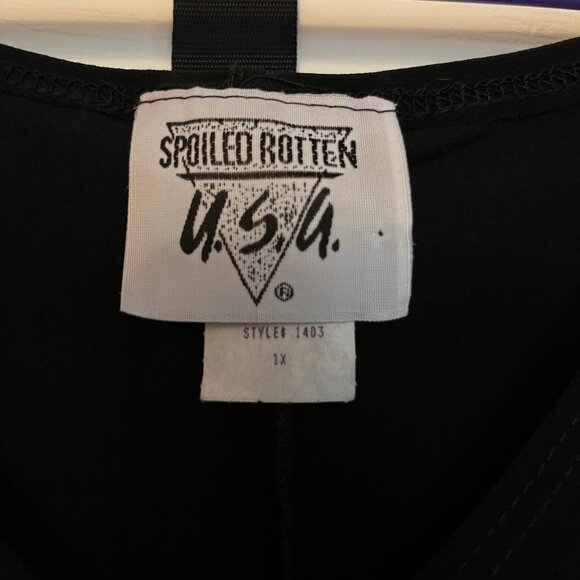 SPOILED ROTTEN
U.S.A.
®
STYLE# 1403
1X